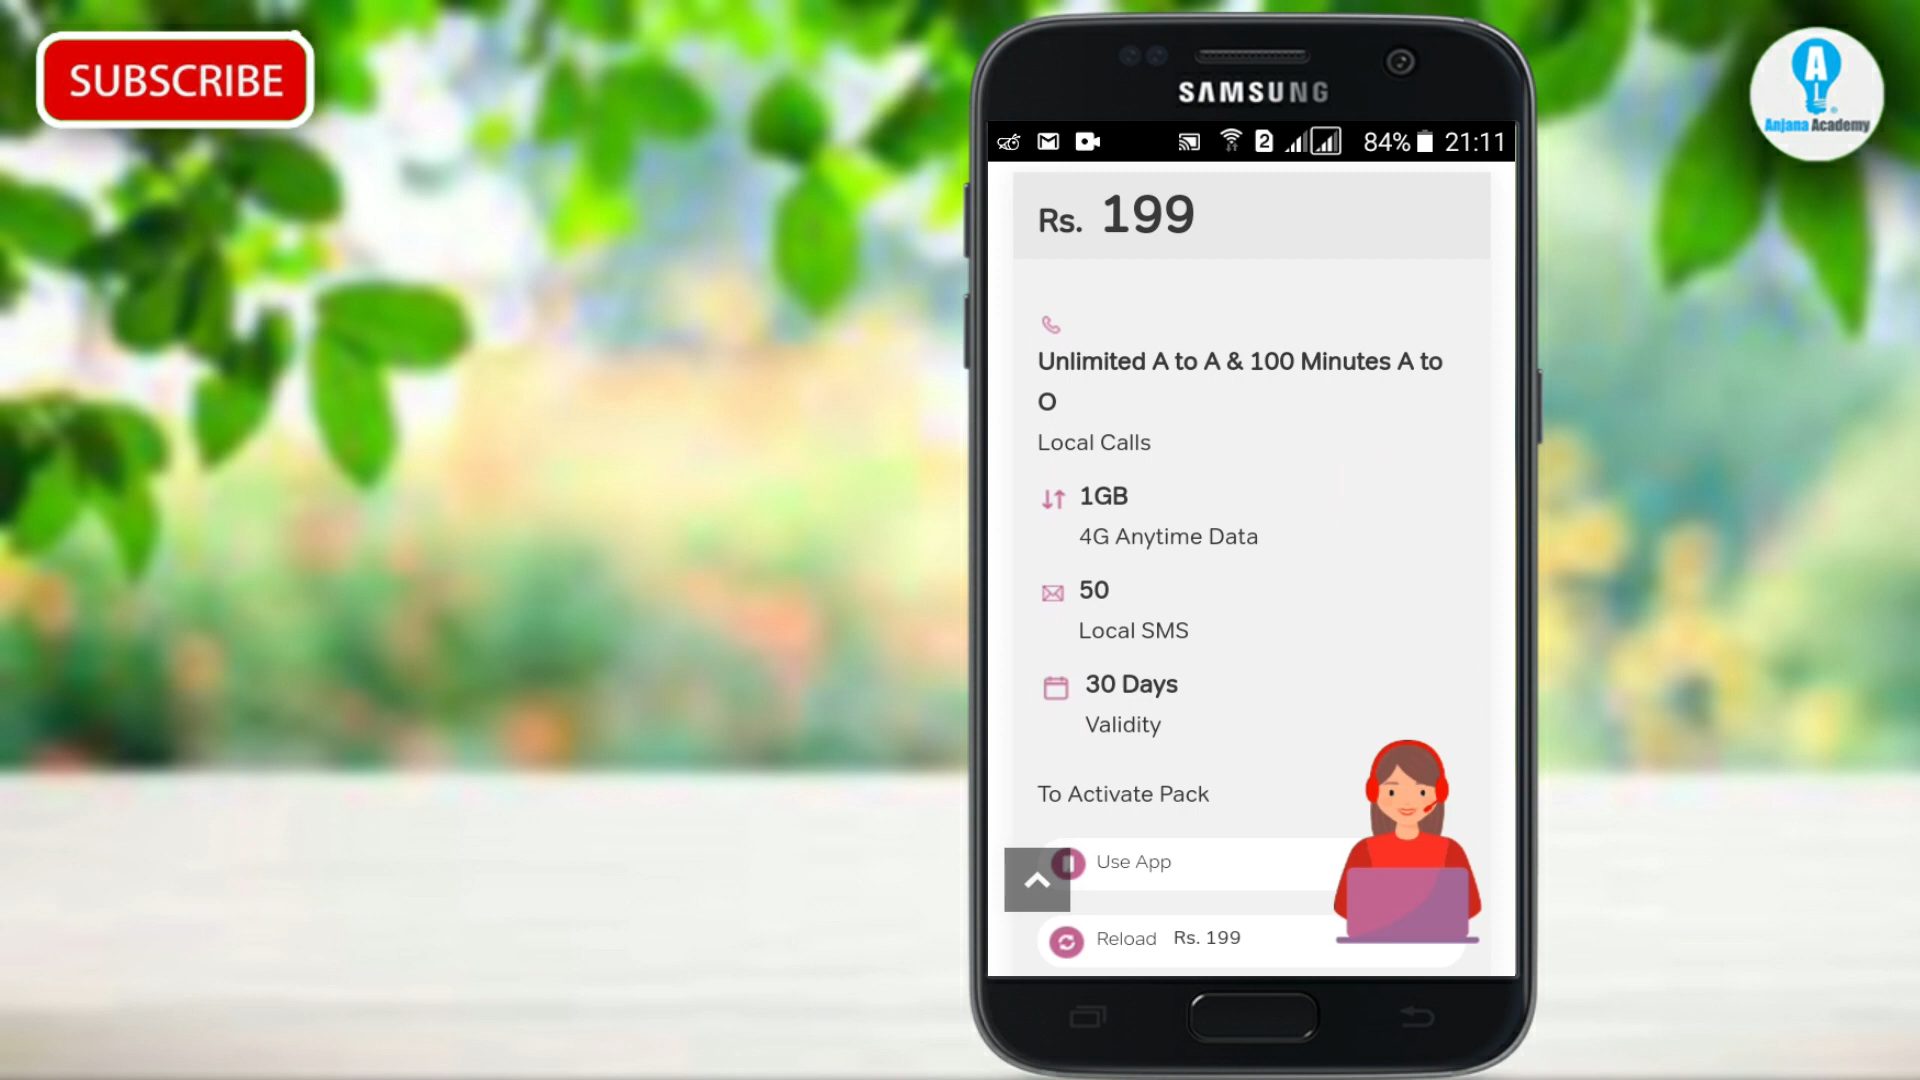 SUBSCRIBE
A
L
Anjana Academy
SAMSUNG
2
84%
21:11
Rs. 199
Unlimited A to A & 100 Minutes A to
O
Local Calls
1GB
4G Anytime Data
50
Local SMS
30 Days
Validity
To Activate Pack
Use App
Reload Rs. 199